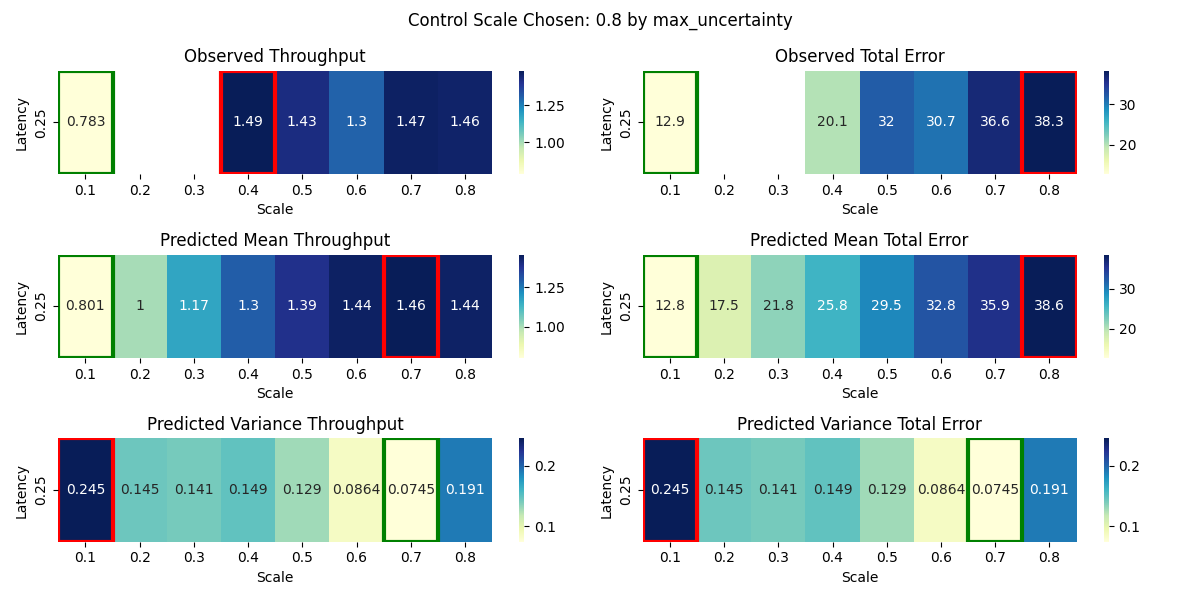 Control Scale Chosen: 0.8 by max_uncertainty
Observed Throughput
Latency
0.25
0.783 1.49 1.43 1.3 1.47 1.46
1.25
1.00
0.1 0.2 0.3 0.4 0.5 0.6 0.7 0.8
Scale
Observed Total Error
Latency
0.25
12.9 20.1 32 30.7 36.6 38.3
30
20
0.1 0.2 0.3 0.4 0.5 0.6 0.7 0.8
Scale
Predicted Mean Throughput
Latency
0.25
0.801 1 1.17 1.3 1.39 1.44 1.46 1.44
1.25
1.00
0.1 0.2 0.3 0.4 0.5 0.6 0.7 0.8
Scale
Predicted Mean Total Error
Latency
0.25
12.8 17.5 21.8 25.8 29.5 32.8 35.9 38.6
30
20
0.1 0.2 0.3 0.4 0.5 0.6 0.7 0.8
Scale
Predicted Variance Throughput
Latency
0.25
0.245 0.145 0.141 0.149 0.129 0.0864 0.0745 0.191
0.2
0.1
0.1 0.2 0.3 0.4 0.5 0.6 0.7 0.8
Scale
Predicted Variance Total Error
Latency
0.25
0.245 0.145 0.141 0.149 0.129 0.0864 0.0745 0.191
0.2
0.1
0.1 0.2 0.3 0.4 0.5 0.6 0.7 0.8
Scale